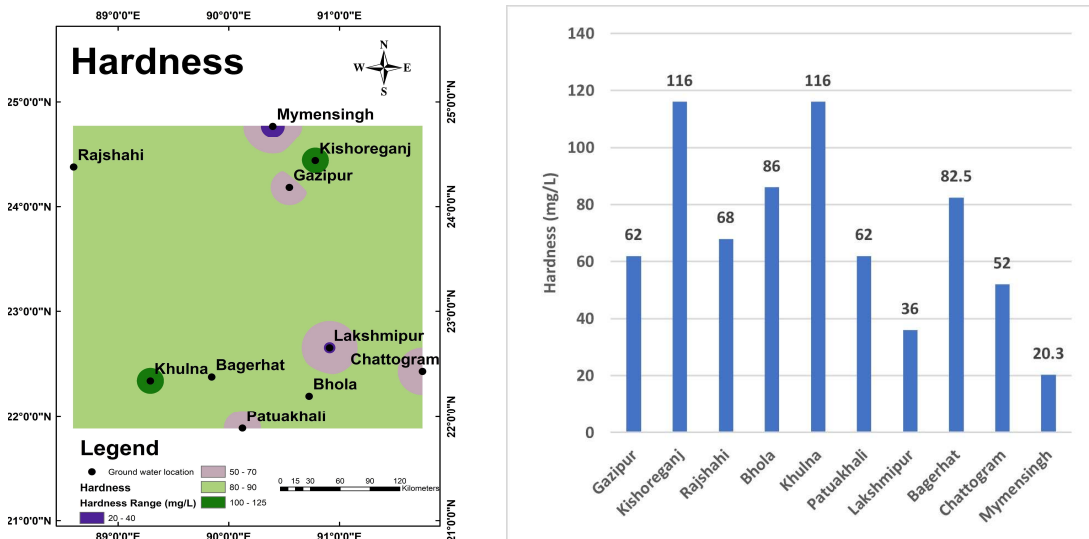 89°0'0"E 90°0'0"E 91°0'0"E
Hardness
N
W E
S
25°0'0"N 25°0'0"N
Mymensingh
Rajshahi
Kishoreganj
Gazipur
24°0'0"N 24°0'0"N
23°0'0"N 23°0'0"N
Lakshmipur
Chattogram
Khulna
Bagerhat
Bhola
22°0'0"N 22°0'0"N
Patuakhali
Legend
Ground water location
Hardness
Hardness Range (mg/L)
20 - 40
50 - 70
80 - 90
100 - 125
0 15 30 60 90 120
Kilometers
21°0'0"N 21°0'0"N
89°0'0"E 90°0'0"E 91°0'0"E
Hardness (mg/L)
140
120
100
80
60
40
20
0
62
116
68
86
116
62
36
82.5
52
20.3
Gazipur
Kishoreganj
Rajshahi
Bhola
Khulna
Patuakhali
Lakshmipur
Bagerhat
Chattogram
Mymensingh